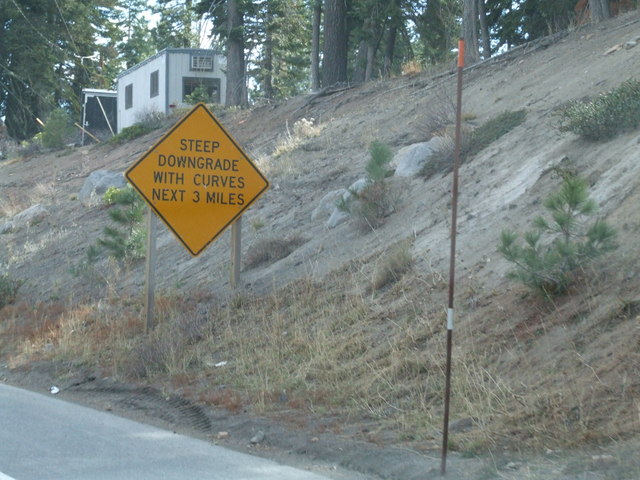 STEEP
DOWNGRADE
WITH CURVES
NEXT 3 MILES